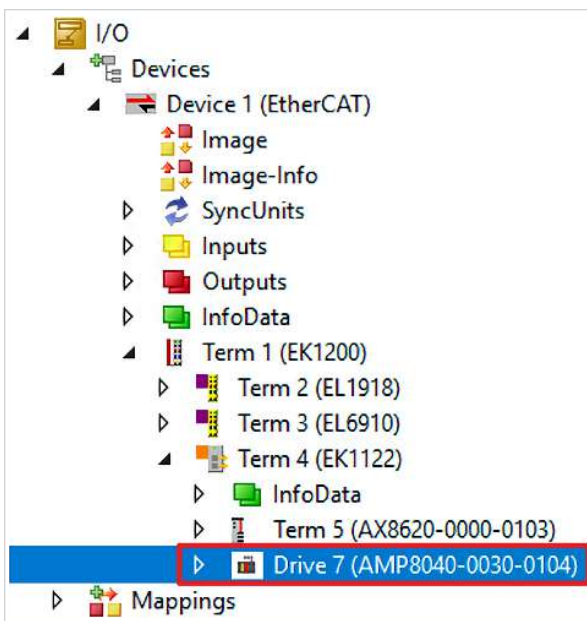 I/O
Devices
Device 1 (EtherCAT)
Image
Image-Info
SyncUnits
Inputs
Outputs
InfoData
Term 1 (EK1200)
Term 2 (EL1918)
Term 3 (EL6910)
Term 4 (EK1122)
InfoData
Term 5 (AX8620-0000-0103)
Drive 7 (AMP8040-0030-0104)
Mappings